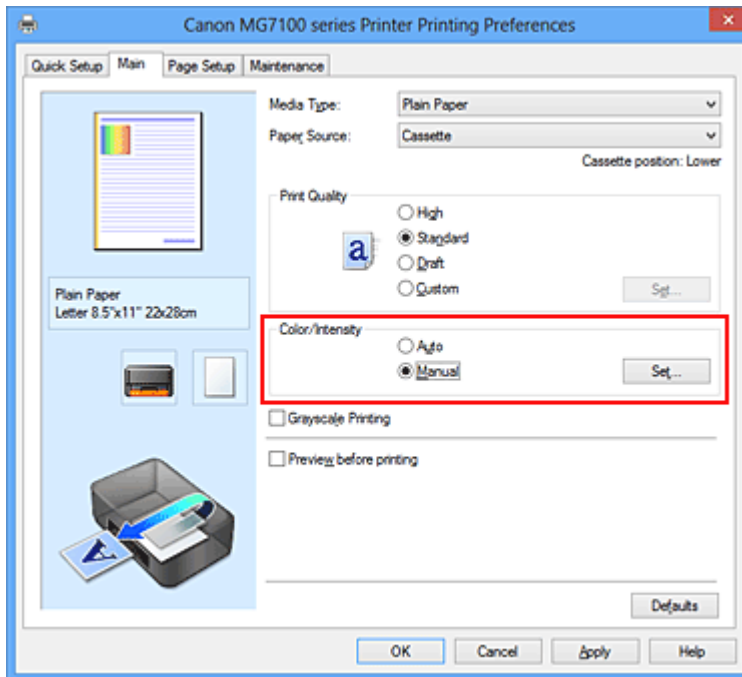 Canon MG7100 series Printer Printing Preferences
Quick Setup Main Page Setup Maintenance
Media Type: Plain Paper
Paper Source: Cassette
Cassette position: Lower
Print Quality
High
Standard
Draft
Custom Set...
Plain Paper
Letter 8.5"x11" 22x28cm
Color/Intensity
Auto
Manual Set...
Grayscale Printing
Preview before printing
Defaults
OK Cancel Apply Help